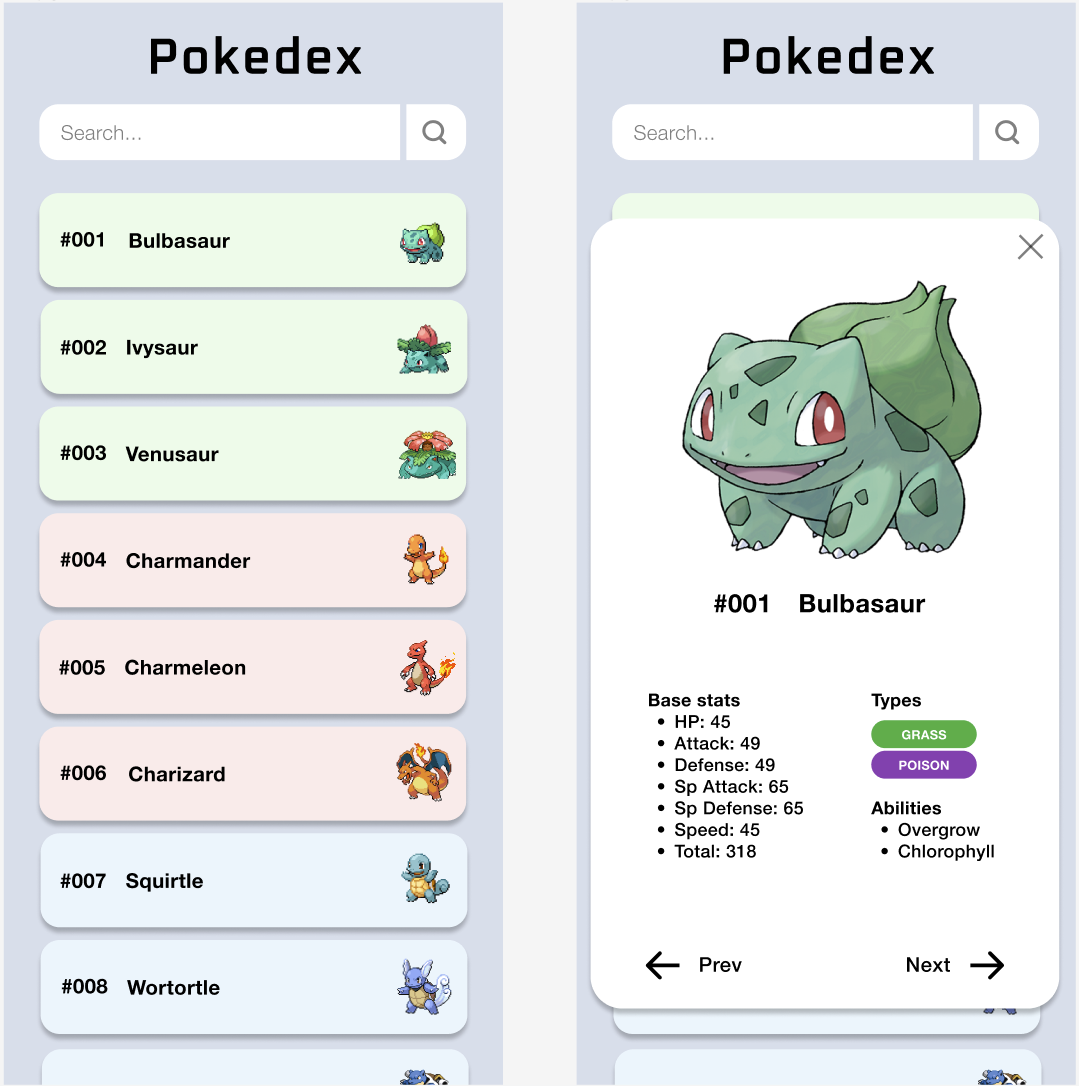 Pokedex
Search...
#001 Bulbasaur
#002 Ivysaur
#003 Venusaur
#004 Charmander
#005 Charmeleon
#006 Charizard
#007 Squirtle
#008 Wortortle
Pokedex
Search...
#001 Bulbasaur
Base stats
• HP: 45
• Attack: 49
• Defense: 49
• Sp Attack: 65
• Sp Defense: 65
• Speed: 45
• Total: 318
Types
GRASS
POISON
Abilities
• Overgrow
• Chlorophyll
Prev
Next